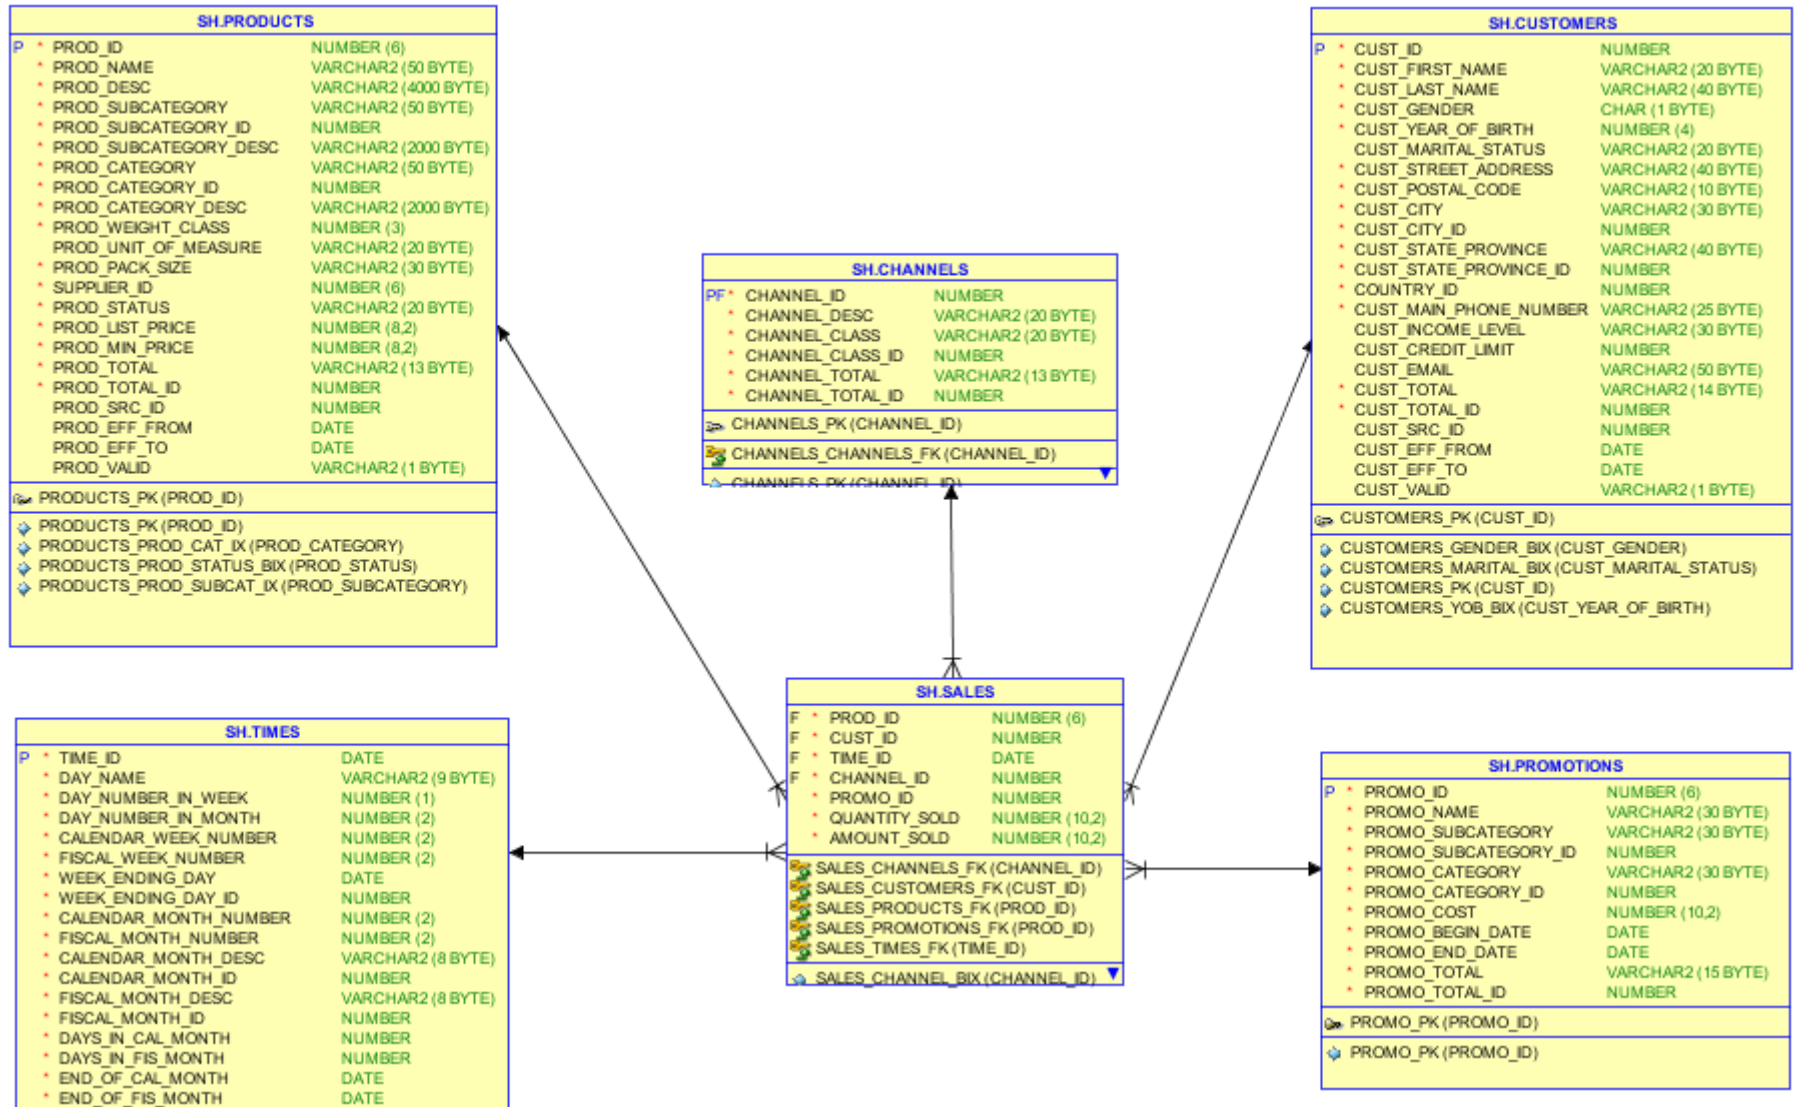 SH.PRODUCTS
P * PROD_ID NUMBER (6)
* PROD_NAME VARCHAR2 (50 BYTE)
* PROD_DESC VARCHAR2 (4000 BYTE)
* PROD_SUBCATEGORY VARCHAR2 (50 BYTE)
* PROD_SUBCATEGORY_ID NUMBER
* PROD_SUBCATEGORY_DESC VARCHAR2 (2000 BYTE)
* PROD_CATEGORY VARCHAR2 (50 BYTE)
* PROD_CATEGORY_ID NUMBER
* PROD_CATEGORY_DESC VARCHAR2 (2000 BYTE)
* PROD_WEIGHT_CLASS NUMBER (3)
PROD_UNIT_OF_MEASURE VARCHAR2 (20 BYTE)
* PROD_PACK_SIZE VARCHAR2 (30 BYTE)
* SUPPLIER_ID NUMBER (6)
* PROD_STATUS VARCHAR2 (20 BYTE)
* PROD_LIST_PRICE NUMBER (8,2)
* PROD_MIN_PRICE NUMBER (8,2)
* PROD_TOTAL VARCHAR2 (13 BYTE)
* PROD_TOTAL_ID NUMBER
PROD_SRC_ID NUMBER
PROD_EFF_FROM DATE
PROD_EFF_TO DATE
PROD_VALID VARCHAR2 (1 BYTE)
PRODUCTS_PK (PROD_ID)
PRODUCTS_PK (PROD_ID)
PRODUCTS_PROD_CAT_IX (PROD_CATEGORY)
PRODUCTS_PROD_STATUS_BIX (PROD_STATUS)
PRODUCTS_PROD_SUBCAT_IX (PROD_SUBCATEGORY)
SH.CHANNELS
PF * CHANNEL_ID NUMBER
* CHANNEL_DESC VARCHAR2 (20 BYTE)
* CHANNEL_CLASS VARCHAR2 (20 BYTE)
* CHANNEL_CLASS_ID NUMBER
* CHANNEL_TOTAL VARCHAR2 (13 BYTE)
* CHANNEL_TOTAL_ID NUMBER
CHANNELS_PK (CHANNEL_ID)
CHANNELS_CHANNELS_FK (CHANNEL_ID)
CHANNELS_PK (CHANNEL_ID)
SH.CUSTOMERS
P * CUST_ID NUMBER
* CUST_FIRST_NAME VARCHAR2 (20 BYTE)
* CUST_LAST_NAME VARCHAR2 (40 BYTE)
* CUST_GENDER CHAR (1 BYTE)
* CUST_YEAR_OF_BIRTH NUMBER (4)
CUST_MARITAL_STATUS VARCHAR2 (20 BYTE)
* CUST_STREET_ADDRESS VARCHAR2 (40 BYTE)
* CUST_POSTAL_CODE VARCHAR2 (10 BYTE)
* CUST_CITY VARCHAR2 (30 BYTE)
* CUST_CITY_ID NUMBER
* CUST_STATE_PROVINCE VARCHAR2 (40 BYTE)
* CUST_STATE_PROVINCE_ID NUMBER
* COUNTRY_ID NUMBER
* CUST_MAIN_PHONE_NUMBER VARCHAR2 (25 BYTE)
CUST_INCOME_LEVEL VARCHAR2 (30 BYTE)
CUST_CREDIT_LIMIT NUMBER
CUST_EMAIL VARCHAR2 (50 BYTE)
* CUST_TOTAL VARCHAR2 (14 BYTE)
* CUST_TOTAL_ID NUMBER
CUST_SRC_ID NUMBER
CUST_EFF_FROM DATE
CUST_EFF_TO DATE
CUST_VALID VARCHAR2 (1 BYTE)
CUSTOMERS_PK (CUST_ID)
CUSTOMERS_GENDER_BIX (CUST_GENDER)
CUSTOMERS_MARITAL_BIX (CUST_MARITAL_STATUS)
CUSTOMERS_PK (CUST_ID)
CUSTOMERS_YOB_BIX (CUST_YEAR_OF_BIRTH)
SH.TIMES
P * TIME_ID DATE
* DAY_NAME VARCHAR2 (9 BYTE)
* DAY_NUMBER_IN_WEEK NUMBER (1)
* DAY_NUMBER_IN_MONTH NUMBER (2)
* CALENDAR_WEEK_NUMBER NUMBER (2)
* FISCAL_WEEK_NUMBER NUMBER (2)
* WEEK_ENDING_DAY DATE
* WEEK_ENDING_DAY_ID NUMBER
* CALENDAR_MONTH_NUMBER NUMBER (2)
* FISCAL_MONTH_NUMBER NUMBER (2)
* CALENDAR_MONTH_DESC VARCHAR2 (8 BYTE)
* CALENDAR_MONTH_ID NUMBER
* FISCAL_MONTH_DESC VARCHAR2 (8 BYTE)
* FISCAL_MONTH_ID NUMBER
* DAYS_IN_CAL_MONTH NUMBER
* DAYS_IN_FIS_MONTH NUMBER
* END_OF_CAL_MONTH DATE
* END_OF_FIS_MONTH DATE
SH.SALES
F * PROD_ID NUMBER (6)
F * CUST_ID NUMBER
F * TIME_ID DATE
F * CHANNEL_ID NUMBER
* PROMO_ID NUMBER
* QUANTITY_SOLD NUMBER (10,2)
* AMOUNT_SOLD NUMBER (10,2)
SALES_CHANNELS_FK (CHANNEL_ID)
SALES_CUSTOMERS_FK (CUST_ID)
SALES_PRODUCTS_FK (PROD_ID)
SALES_PROMOTIONS_FK (PROD_ID)
SALES_TIMES_FK (TIME_ID)
SALES_CHANNEL_BIX (CHANNEL_ID)
SH.PROMOTIONS
P * PROMO_ID NUMBER (6)
* PROMO_NAME VARCHAR2 (30 BYTE)
* PROMO_SUBCATEGORY VARCHAR2 (30 BYTE)
* PROMO_SUBCATEGORY_ID NUMBER
* PROMO_CATEGORY VARCHAR2 (30 BYTE)
* PROMO_CATEGORY_ID NUMBER
* PROMO_COST NUMBER (10,2)
* PROMO_BEGIN_DATE DATE
* PROMO_END_DATE DATE
* PROMO_TOTAL VARCHAR2 (15 BYTE)
* PROMO_TOTAL_ID NUMBER
PROMO_PK (PROMO_ID)
PROMO_PK (PROMO_ID)